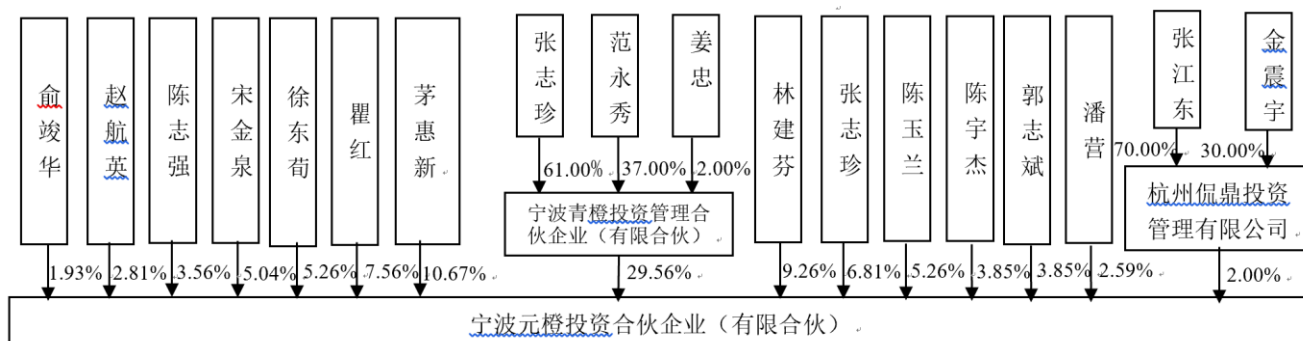 俞竣华
赵航英
陈志强
宋金泉
徐东荀
瞿红
茅惠新
张志珍
范永秀
姜忠
林建芬
张志珍
陈玉兰
陈宇杰
郭志斌
潘营
张江东
金震宇
61.00%
37.00%
2.00%
70.00%
30.00%
宁波青橙投资管理合
伙企业（有限合伙）
杭州侃鼎投资
管理有限公司
1.93%
2.81%
3.56%
5.04%
5.26%
7.56%
10.67%
29.56%
9.26%
6.81%
5.26%
3.85%
3.85%
2.59%
2.00%
宁波元橙投资合伙企业（有限合伙）